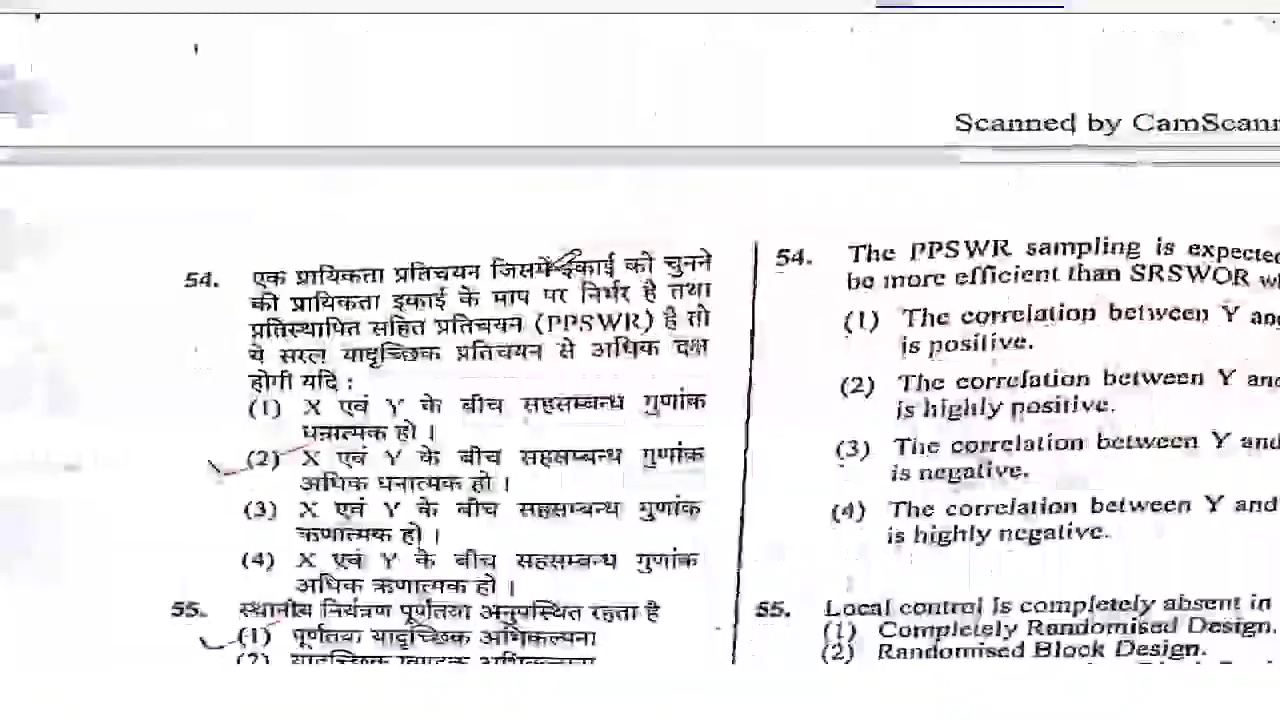 Scanned by CamScann
54. एक प्रायिकता प्रतिचयन जिसमें इकाई को चुनने
की प्रायिकता इकाई के माप पर निर्भर है तथा
प्रतिस्थापित सहित प्रतिचयन (PPSWR) है तो
ये सरल यादृच्छिक प्रतिचयन से अधिक दक्ष
होगी यदि :
(1) X एवं Y के बीच सहसम्बन्ध गुणांक
धनात्मक हो ।
(2) X एवं Y के बीच सहसम्बन्ध गुणांक
अधिक धनात्मक हो ।
(3) X एवं Y के बीच सहसम्बन्ध गुणांक
ऋणात्मक हो ।
(4) X एवं Y के बीच सहसम्बन्ध गुणांक
अधिक ऋणात्मक हो ।
55. स्थानीय नियंत्रण पूर्णतया अनुपस्थित रहता है
(1) पूर्णतया यादृच्छिक अभिकल्पना
54. The PPSWR sampling is expected
be more efficient than SRSWOR wh
(1) The correlation between Y and
is positive.
(2) The correlation between Y and
is highly positive.
(3) The correlation between Y and
is negative.
(4) The correlation between Y and
is highly negative.
55. Local control is completely absent in
(1) Completely Randomised Design.
(2) Randomised Block Design.